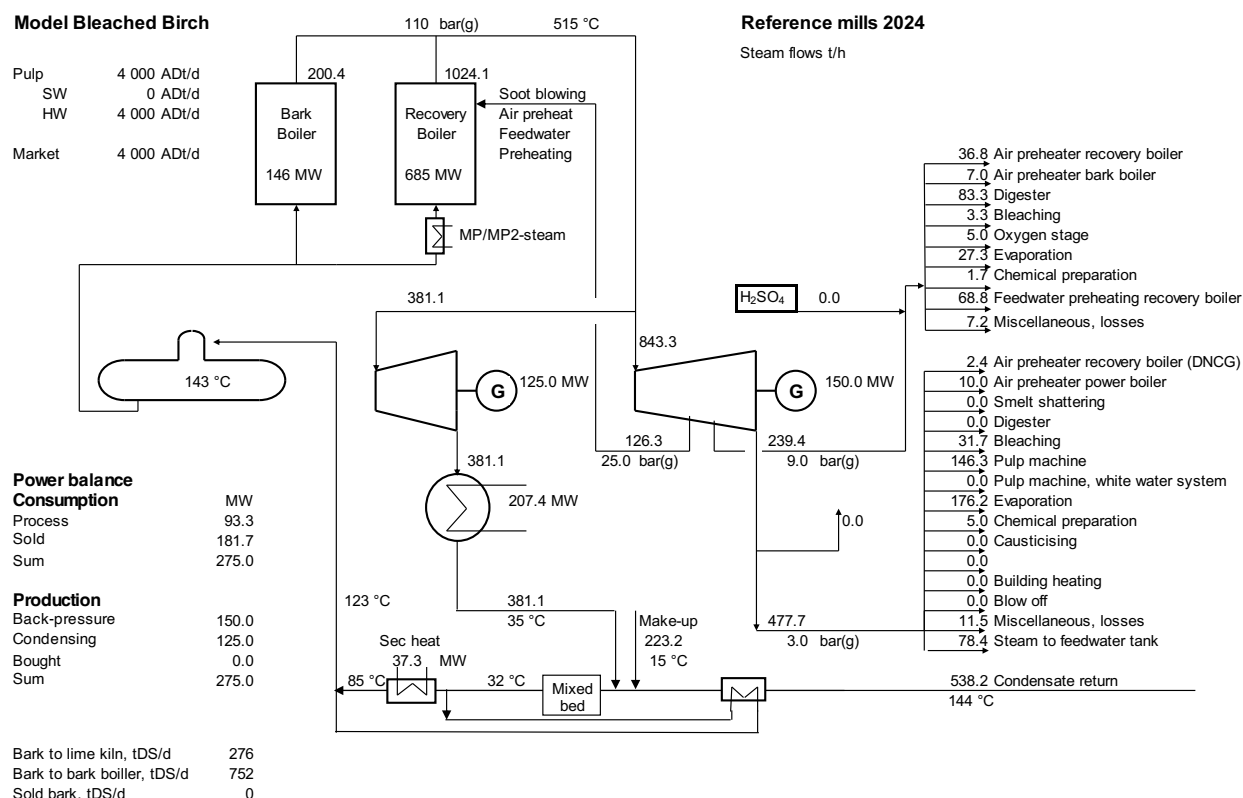 Model Bleached Birch
110 bar(g) 515 °C
Reference mills 2024
Steam flows t/h
Pulp 4 000 ADt/d
SW 0 ADt/d
HW 4 000 ADt/d
Market 4 000 ADt/d
200.4
Bark
Boiler
146 MW
1024.1
Recovery
Boiler
685 MW
Soot blowing
Air preheat
Feedwater
Preheating
MP/MP2-steam
36.8 Air preheater recovery boiler
7.0 Air preheater bark boiler
83.3 Digester
3.3 Bleaching
5.0 Oxygen stage
27.3 Evaporation
1.7 Chemical preparation
68.8 Feedwater preheating recovery boiler
7.2 Miscellaneous, losses
H₂SO₄ 0.0
381.1
843.3
143 °C
G 125.0 MW
G 150.0 MW
126.3
25.0 bar(g)
239.4
9.0 bar(g)
2.4 Air preheater recovery boiler (DNCG)
10.0 Air preheater power boiler
0.0 Smelt shattering
0.0 Digester
31.7 Bleaching
146.3 Pulp machine
0.0 Pulp machine, white water system
176.2 Evaporation
5.0 Chemical preparation
0.0 Causticising
0.0
0.0 Building heating
0.0 Blow off
11.5 Miscellaneous, losses
78.4 Steam to feedwater tank
381.1
207.4 MW
0.0
Power balance
Consumption MW
Process 93.3
Sold 181.7
Sum 275.0
Production
Back-pressure 150.0
Condensing 125.0
Bought 0.0
Sum 275.0
123 °C
381.1
35 °C
Make-up
223.2
15 °C
477.7
3.0 bar(g)
Sec heat
37.3 MW
85 °C
32 °C
Mixed
bed
538.2 Condensate return
144 °C
Bark to lime kiln, tDS/d 276
Bark to bark boiller, tDS/d 752
Sold bark, tDS/d 0